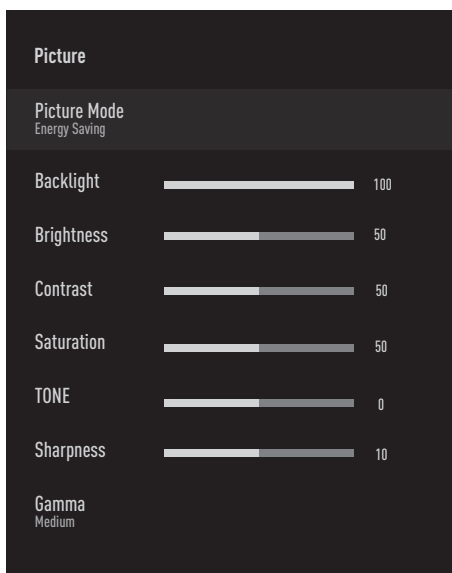 Picture
Picture Mode
Energy Saving
Backlight 100
Brightness 50
Contrast 50
Saturation 50
TONE 0
Sharpness 10
Gamma
Medium